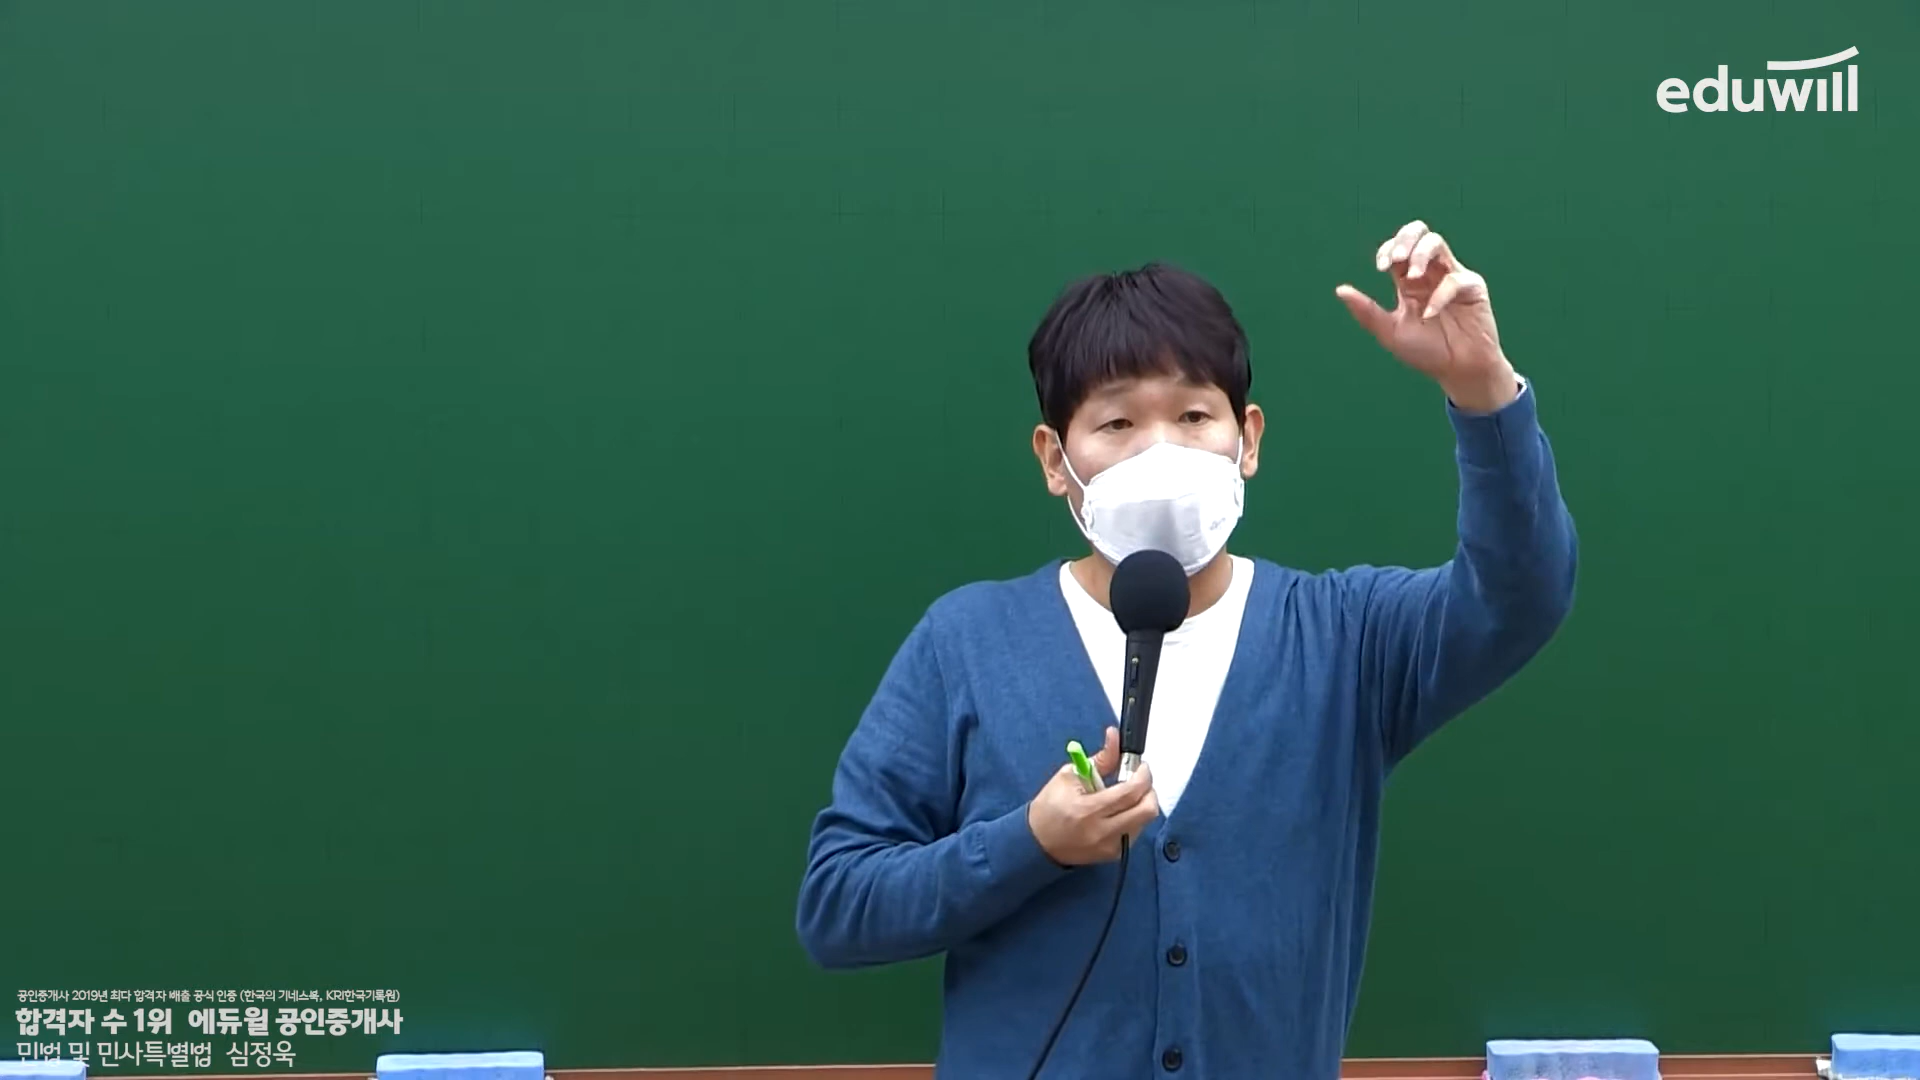 eduwill
공인중개사 2019년 최다 합격자 배출 공식 인증 (한국의 기네스북, KRI한국기록원)
합격자 수 1위 에듀윌 공인중개사
민법 및 민사특별법 심정욱